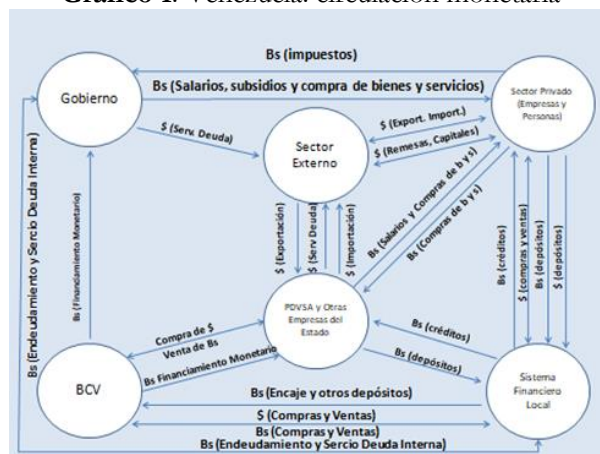 Gráfico 1. Venezuela: circulación monetaria
Bs (impuestos)
Gobierno
Bs (Salarios, subsidios y compra de bienes y servicios)
Sector Privado
(Empresas y
Personas)
$ (Serv. Deuda)
Sector
Externo
$ (Export. Import.)
$ (Remesas, Capitales)
Bs (Endeudamiento y Sercio Deuda Interna)
Bs (Financiamiento Monetario)
$ (Exportación)
$ (Serv Deuda)
$ (Importación)
Bs (Salarios y Compras de b y s)
Bs (Compras de b y s)
Bs (créditos)
$ (compras y ventas)
Bs (depósitos)
$ (depósitos)
PDVSA y Otras
Empresas del
Estado
Compra de $
Venta de Bs
Bs Financiamiento Monetario
Bs (créditos)
Bs (depósitos)
BCV
Sistema
Financiero
Local
Bs (Encaje y otros depósitos)
$ (Compras y Ventas)
Bs (Compras y Ventas)
Bs (Endeudamiento y Sercio Deuda Interna)